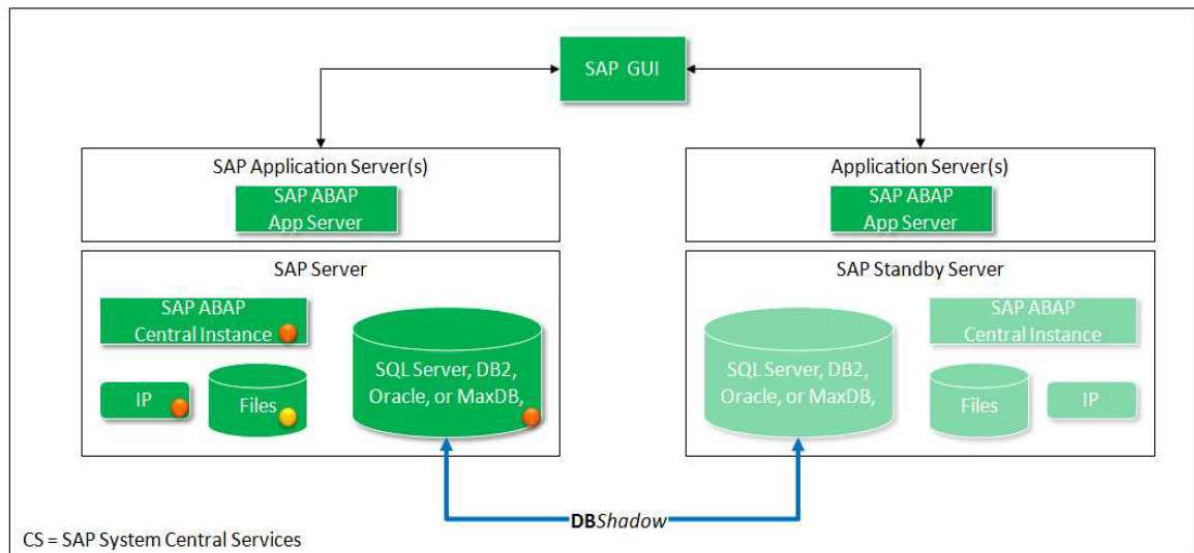 SAP GUI
SAP Application Server(s)
SAP ABAP
App Server
Application Server(s)
SAP ABAP
App Server
SAP Server
SAP ABAP
Central Instance
IP
Files
SQL Server, DB2,
Oracle, or MaxDB,
SAP Standby Server
SQL Server, DB2,
Oracle, or MaxDB,
SAP ABAP
Central Instance
Files
IP
DBShadow
CS = SAP System Central Services